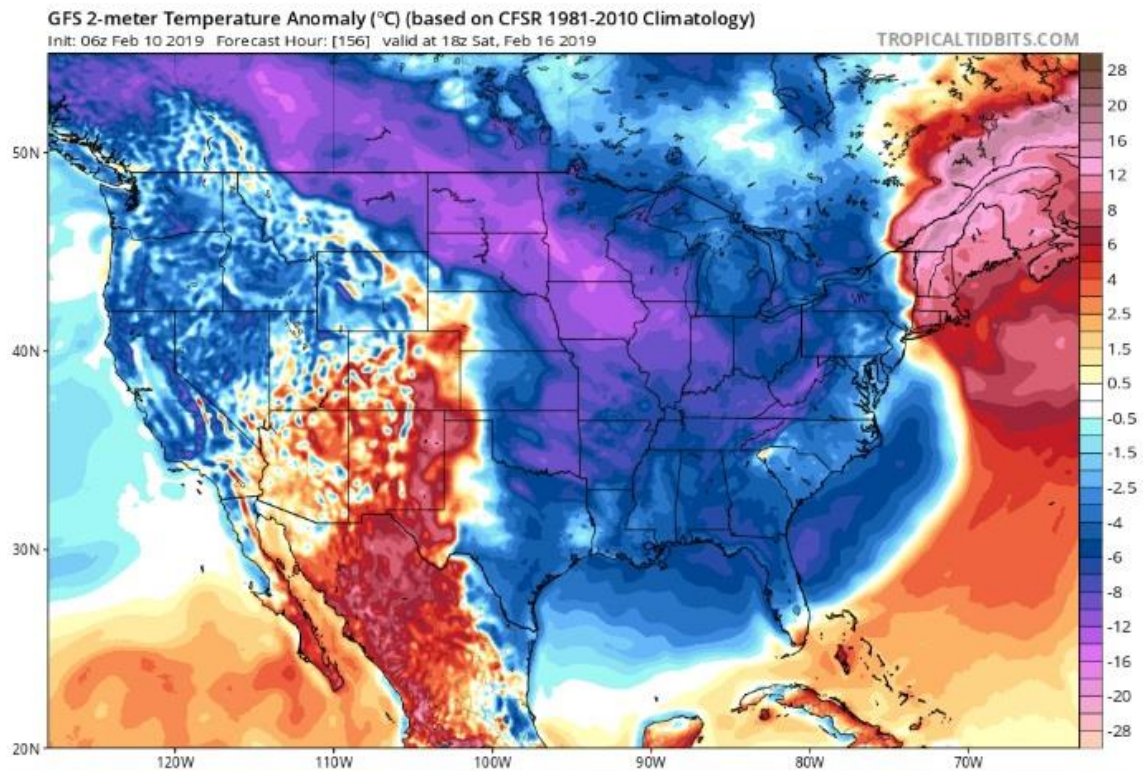 GFS 2-meter Temperature Anomaly (°C) (based on CFSR 1981-2010 Climatology)
Init: 06z Feb 10 2019 Forecast Hour: [156] valid at 18z Sat, Feb 16 2019
TROPICALTIDBITS.COM
50N
40N
30N
20N
120W
110W
100W
90W
80W
70W
28
20
16
12
8
6
4
2.5
1.5
0.5
-0.5
-1.5
-2.5
-4
-6
-8
-12
-16
-20
-28